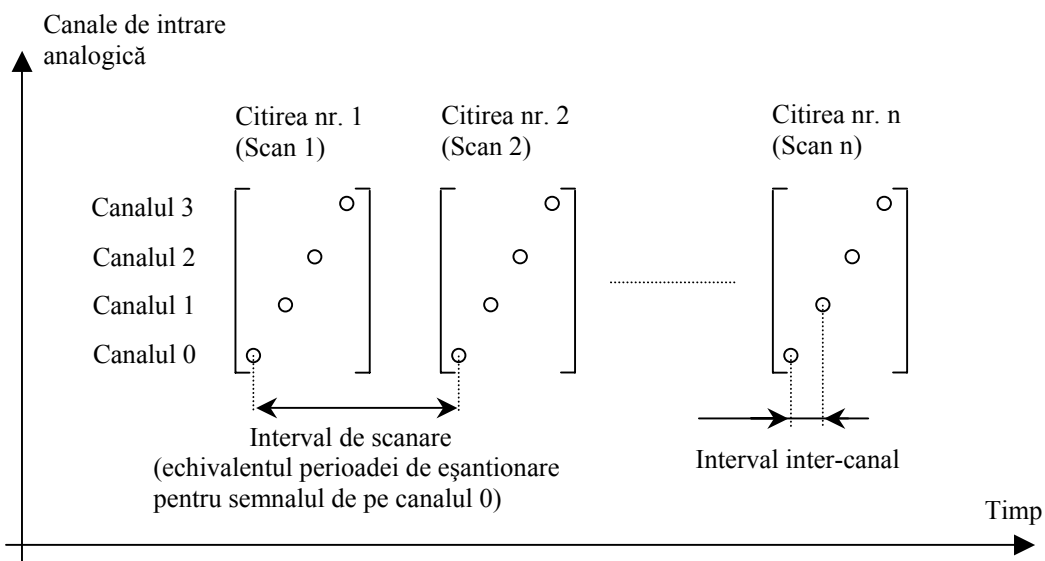 Canale de intrare
analogică
Citirea nr. 1
(Scan 1)
Citirea nr. 2
(Scan 2)
Citirea nr. n
(Scan n)
Canalul 3
Canalul 2
Canalul 1
Canalul 0
Interval de scanare
(echivalentul perioadei de eşantionare
pentru semnalul de pe canalul 0)
Interval inter-canal
Timp